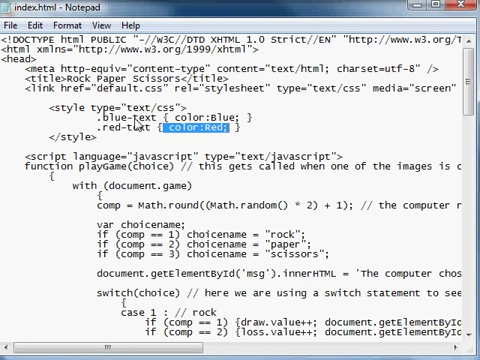 index.html - Notepad
File Edit Format View Help
<!DOCTYPE html PUBLIC "-//W3C//DTD XHTML 1.0 Strict//EN" "http://www.w3.o
<html xmlns="http://www.w3.org/1999/xhtml">
<head>
<meta http-equiv="content-type" content="text/html; charset=utf-8" />
<title>Rock Paper Scissors</title>
<link href="default.css" rel="stylesheet" type="text/css" media="screen"
<style type="text/css">
.blue-text { color:Blue; }
.red-text { color:Red; }
</style>
<script language="javascript" type="text/javascript">
function playGame(choice) // this gets called when one of the images is c
{
with (document.game)
{
comp = Math.round((Math.random() * 2) + 1); // the computer r
var choicename;
if (comp == 1) choicename = "rock";
if (comp == 2) choicename = "paper";
if (comp == 3) choicename = "scissors";
document.getElementById('msg').innerHTML = 'The computer chos
switch(choice) // here we are using a switch statement to see
{
case 1 : // rock
if (comp == 1) {draw.value++; document.getElementById
if (comp == 2) {loss.value++; document.getElementById